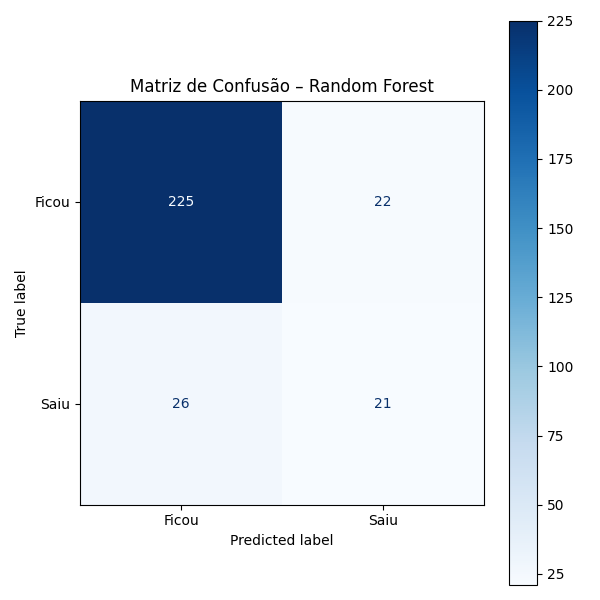 Matriz de Confusão – Random Forest
True label
Ficou
225
22
Saiu
26
21
Ficou
Saiu
Predicted label
225
200
175
150
125
100
75
50
25